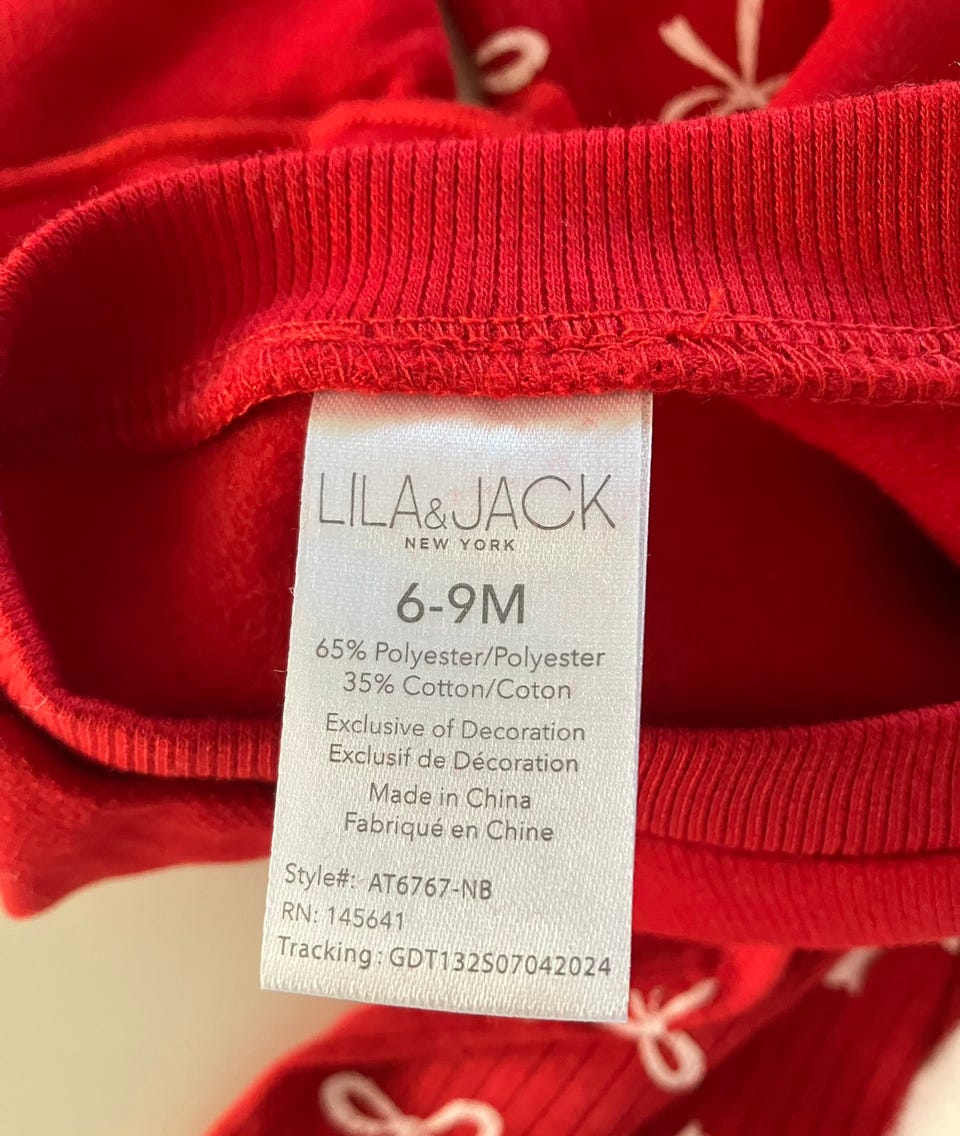 LILA&JACK
NEW YORK
6-9M
65% Polyester/Polyester
35% Cotton/Coton
Exclusive of Decoration
Exclusif de Décoration
Made in China
Fabriqué en Chine
Style#: AT6767-NB
RN: 145641
Tracking: GDT132S07042024